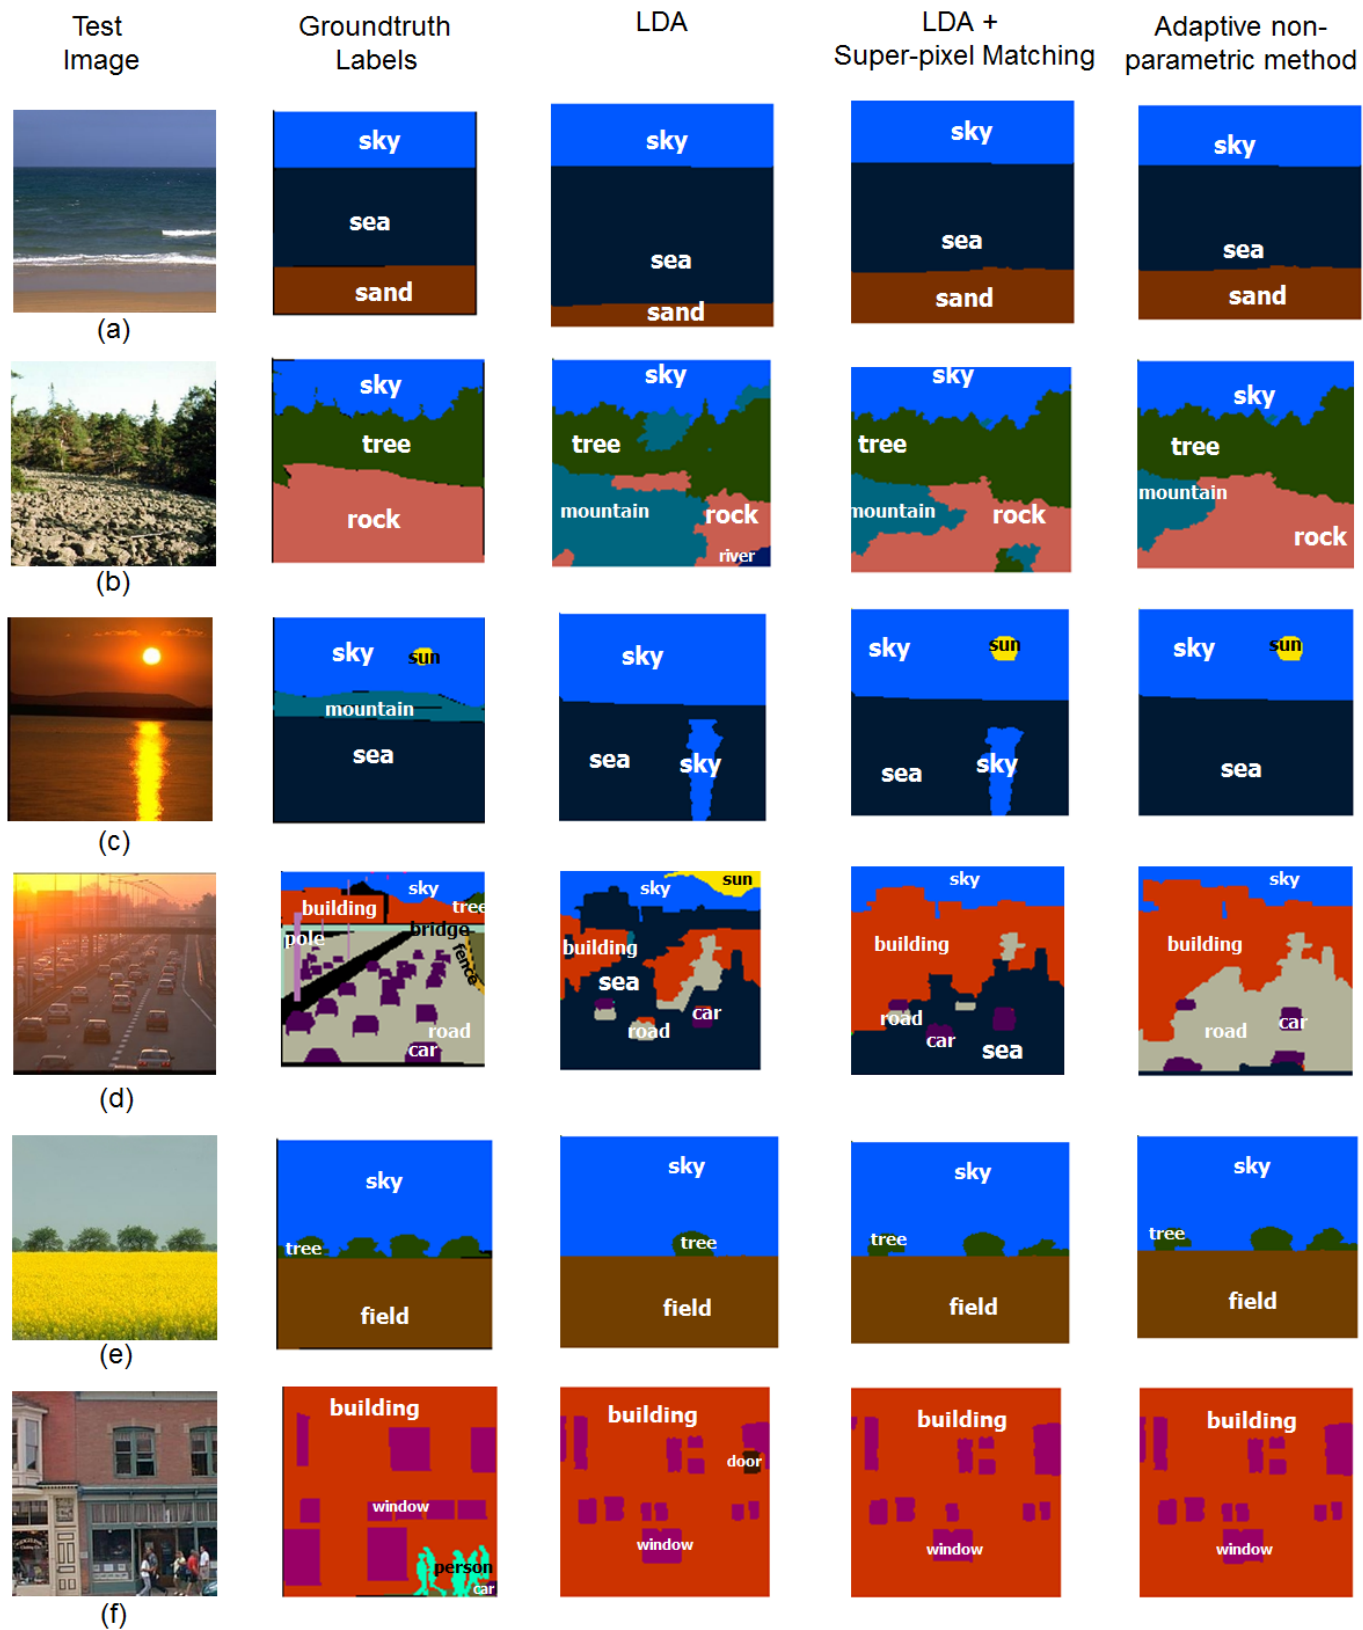 Test
Image
Groundtruth
Labels
LDA
LDA +
Super-pixel Matching
Adaptive non-
parametric method
sky
sea
sand
sky
sea
sand
sky
sea
sand
sky
sea
sand
(a)
sky
tree
rock
sky
tree
mountain
rock
river
sky
tree
mountain
rock
sky
tree
mountain
rock
(b)
sky
sun
mountain
sea
sky
sea
sky
sky
sun
sea
sky
sky
sun
sea
(c)
sky
building
tree
pole
bridge
fence
road
car
sky
sun
building
sea
car
road
sky
building
road
car
sea
sky
building
road
car
(d)
sky
tree
field
sky
tree
field
sky
tree
field
sky
tree
field
(e)
building
window
person
car
building
door
window
building
window
building
window
(f)